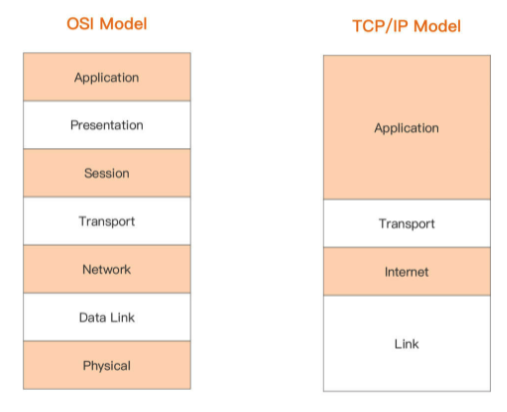 OSI Model
Application
Presentation
Session
Transport
Network
Data Link
Physical
TCP/IP Model
Application
Transport
Internet
Link